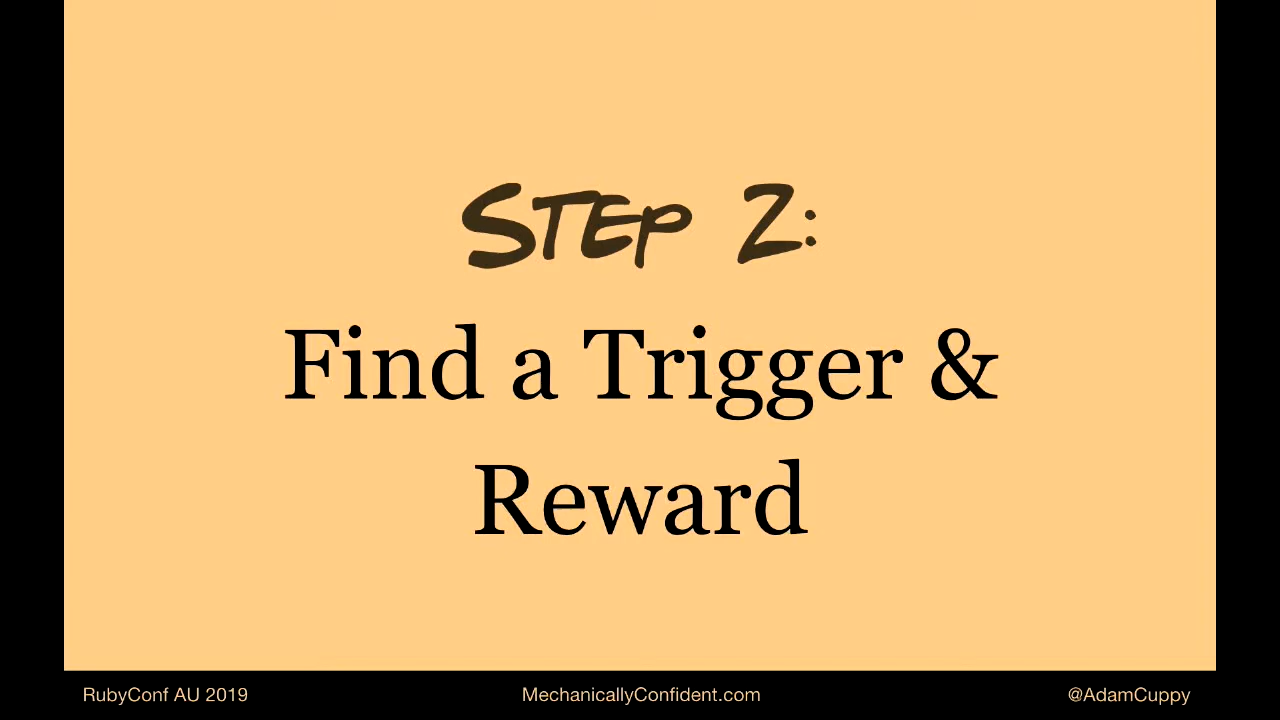 STEP 2:
Find a Trigger &
Reward
RubyConf AU 2019
MechanicallyConfident.com
@AdamCuppy